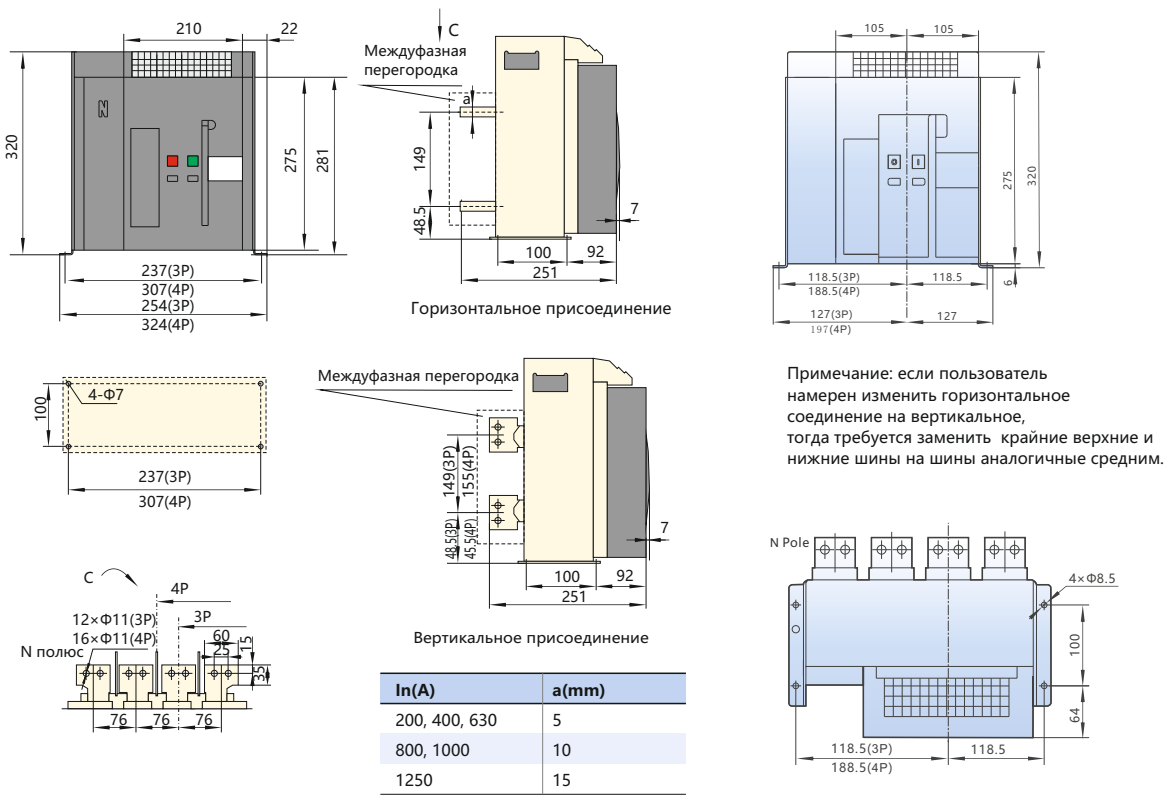 210
22
320
275
281
237(3P)
307(4P)
254(3P)
324(4P)
C
Междуфазная
перегородка
a
149
48.5
7
100
92
251
Горизонтальное присоединение
105
105
275
320
118.5(3P)
118.5
188.5(4P)
6
127(3P)
127
197(4P)
4-Ф7
100
237(3P)
307(4P)
Междуфазная перегородка
149(3P)
155(4P)
48.5(3P)
45.5(4P)
7
100
92
251
Вертикальное присоединение
Примечание: если пользователь
намерен изменить горизонтальное
соединение на вертикальное,
тогда требуется заменить крайние верхние и
нижние шины на шины аналогичные средним.
C
4P
12×Ф11(3P)
3P
16×Ф11(4P)
60
15
N полюс
25
35
76
76
76
In(A)
a(mm)
200, 400, 630
5
800, 1000
10
1250
15
N Pole
4×Ф8.5
100
64
118.5(3P)
118.5
188.5(4P)